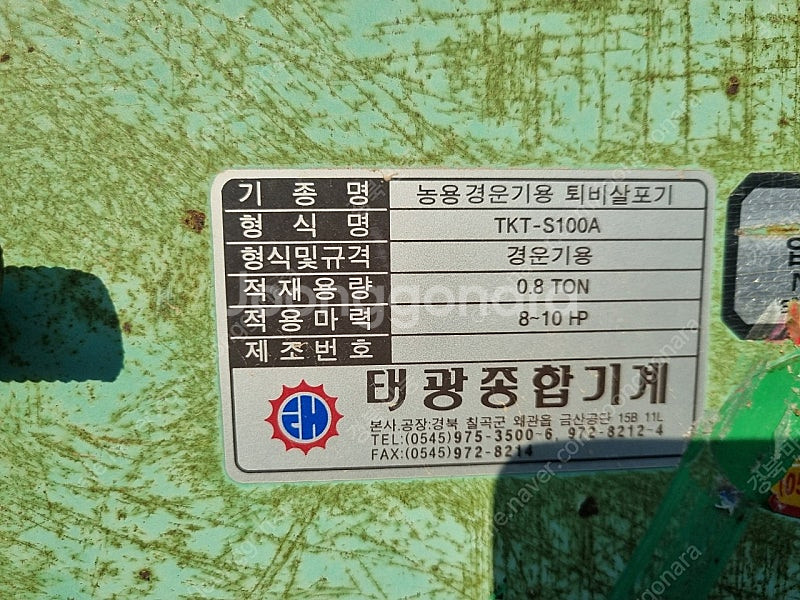 기종명 농용경운기용 퇴비살포기
형식명 TKT-S100A
형식및규격 경운기용
적재용량 0.8 TON
적용마력 8~10 HP
제조번호
태광종합기계
본사.공장:경북 칠곡군 왜관읍 금산공단 15B 11L
TEL:(0545)975-3500~6, 972-8212~4
FAX:(0545)972-8214
Joonggonara